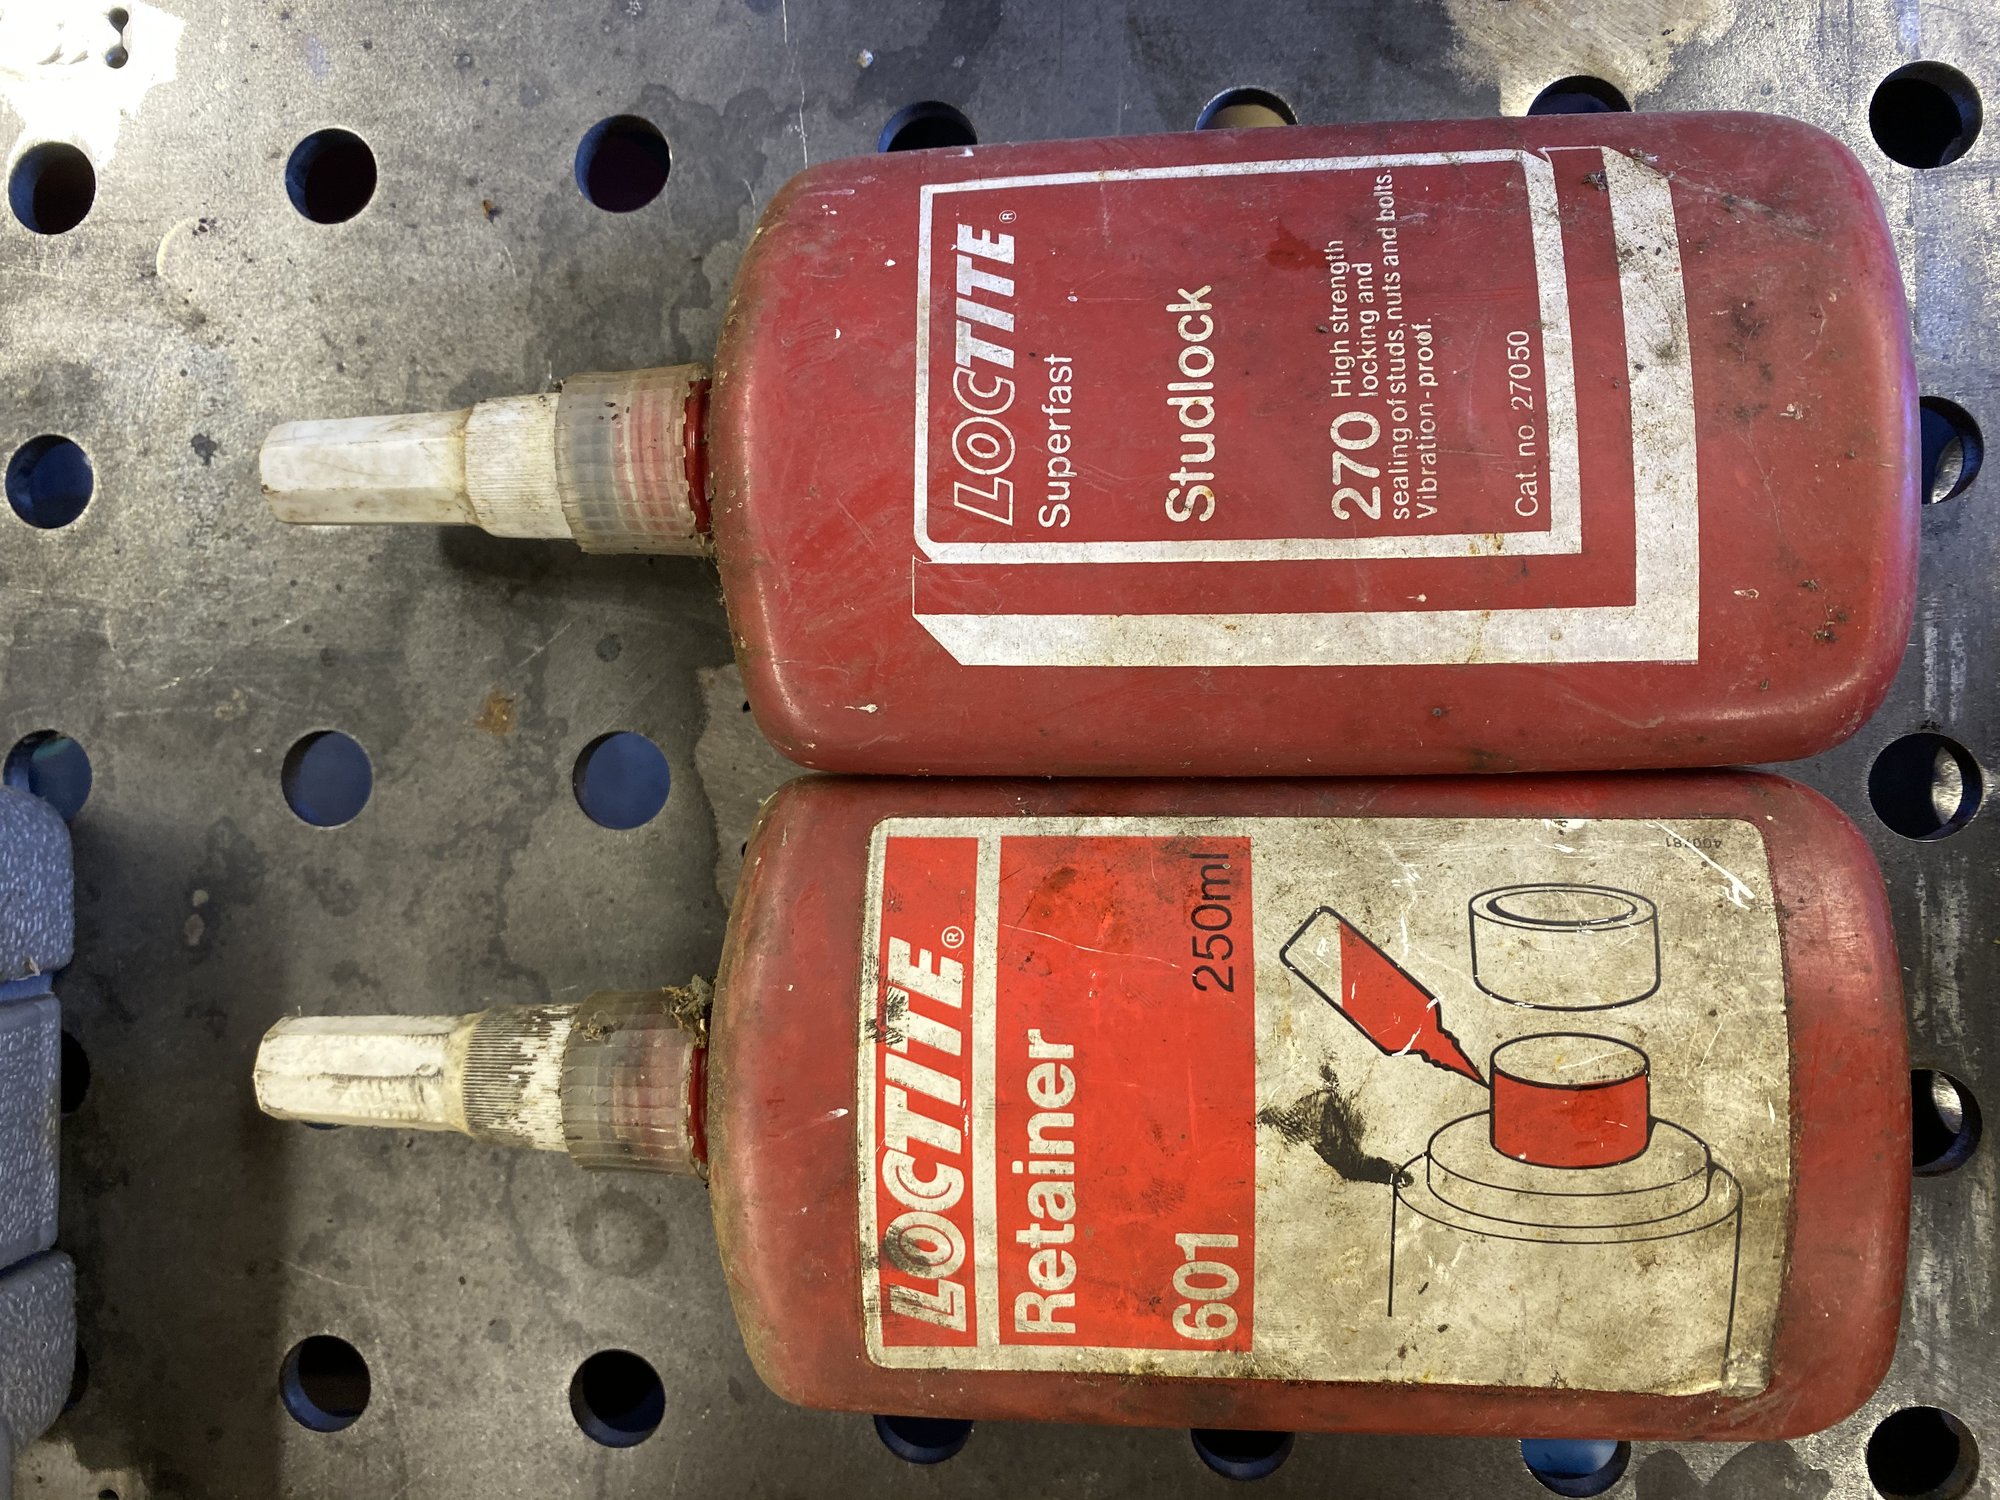 LOCTITE®
Superfast
Studlock
270 High strength
locking and
sealing of studs, nuts and bolts.
Vibration-proof.
Cat. no. 27050
LOCTITE®
Retainer
601 250ml